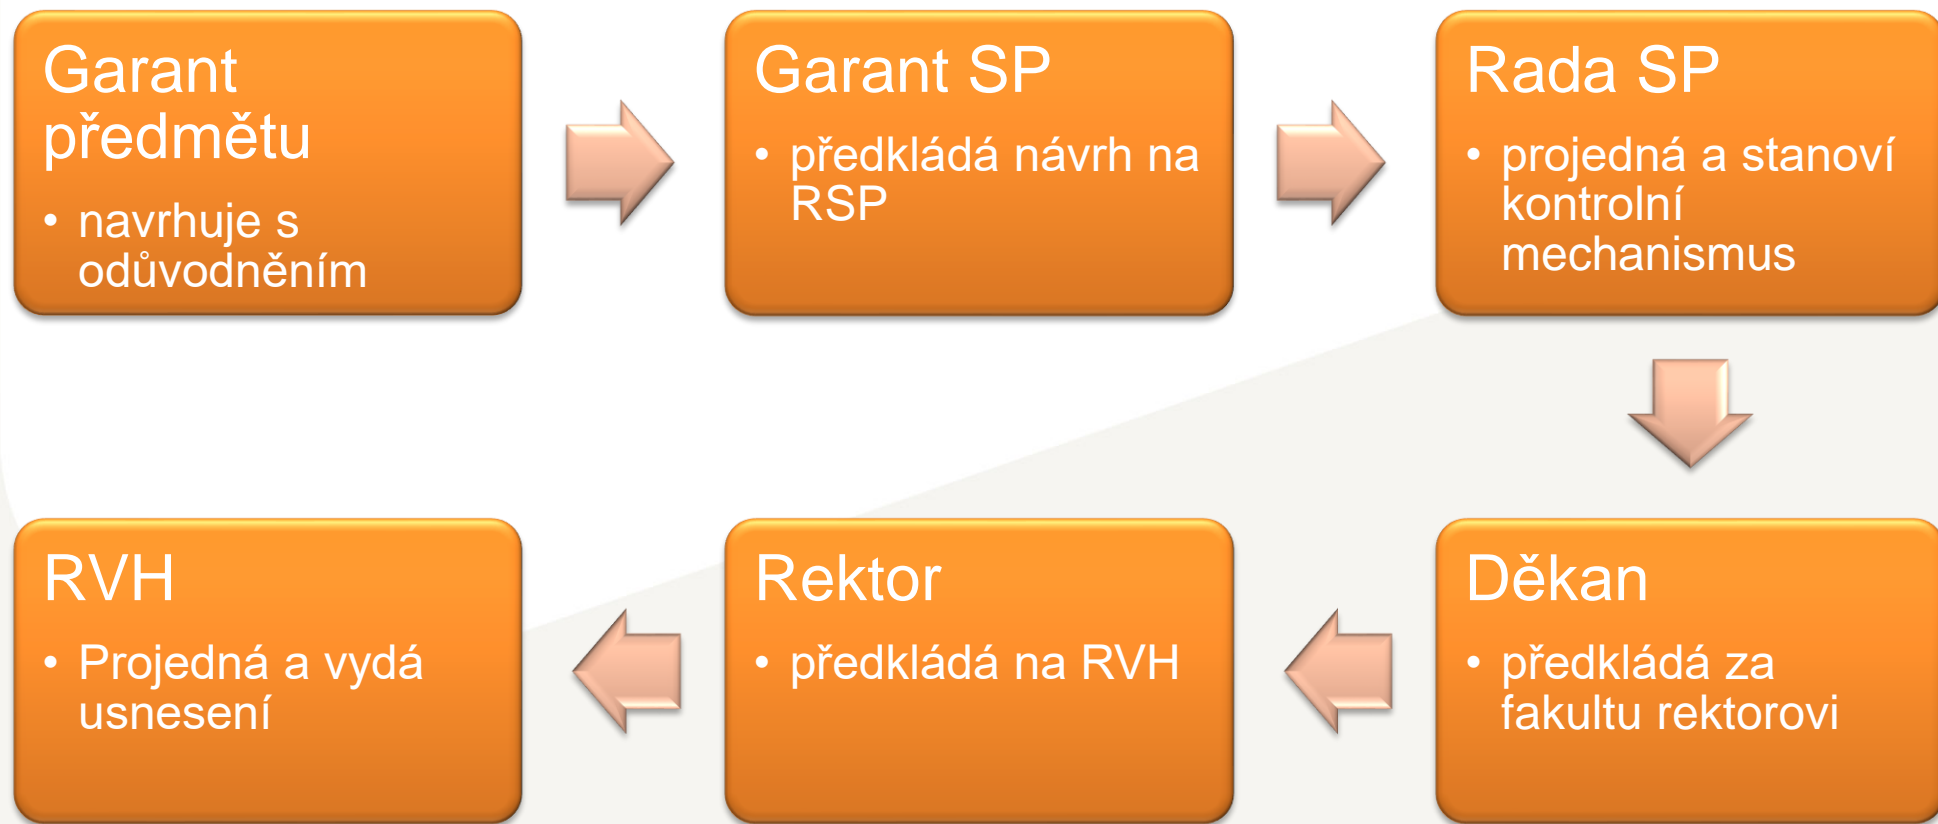 Garant
předmětu
• navrhuje s
odůvodněním
Garant SP
• předkládá návrh na
RSP
Rada SP
• projedná a stanoví
kontrolní
mechanismus
Děkan
• předkládá za
fakultu rektorovi
Rektor
• předkládá na RVH
RVH
• Projedná a vydá
usnesení